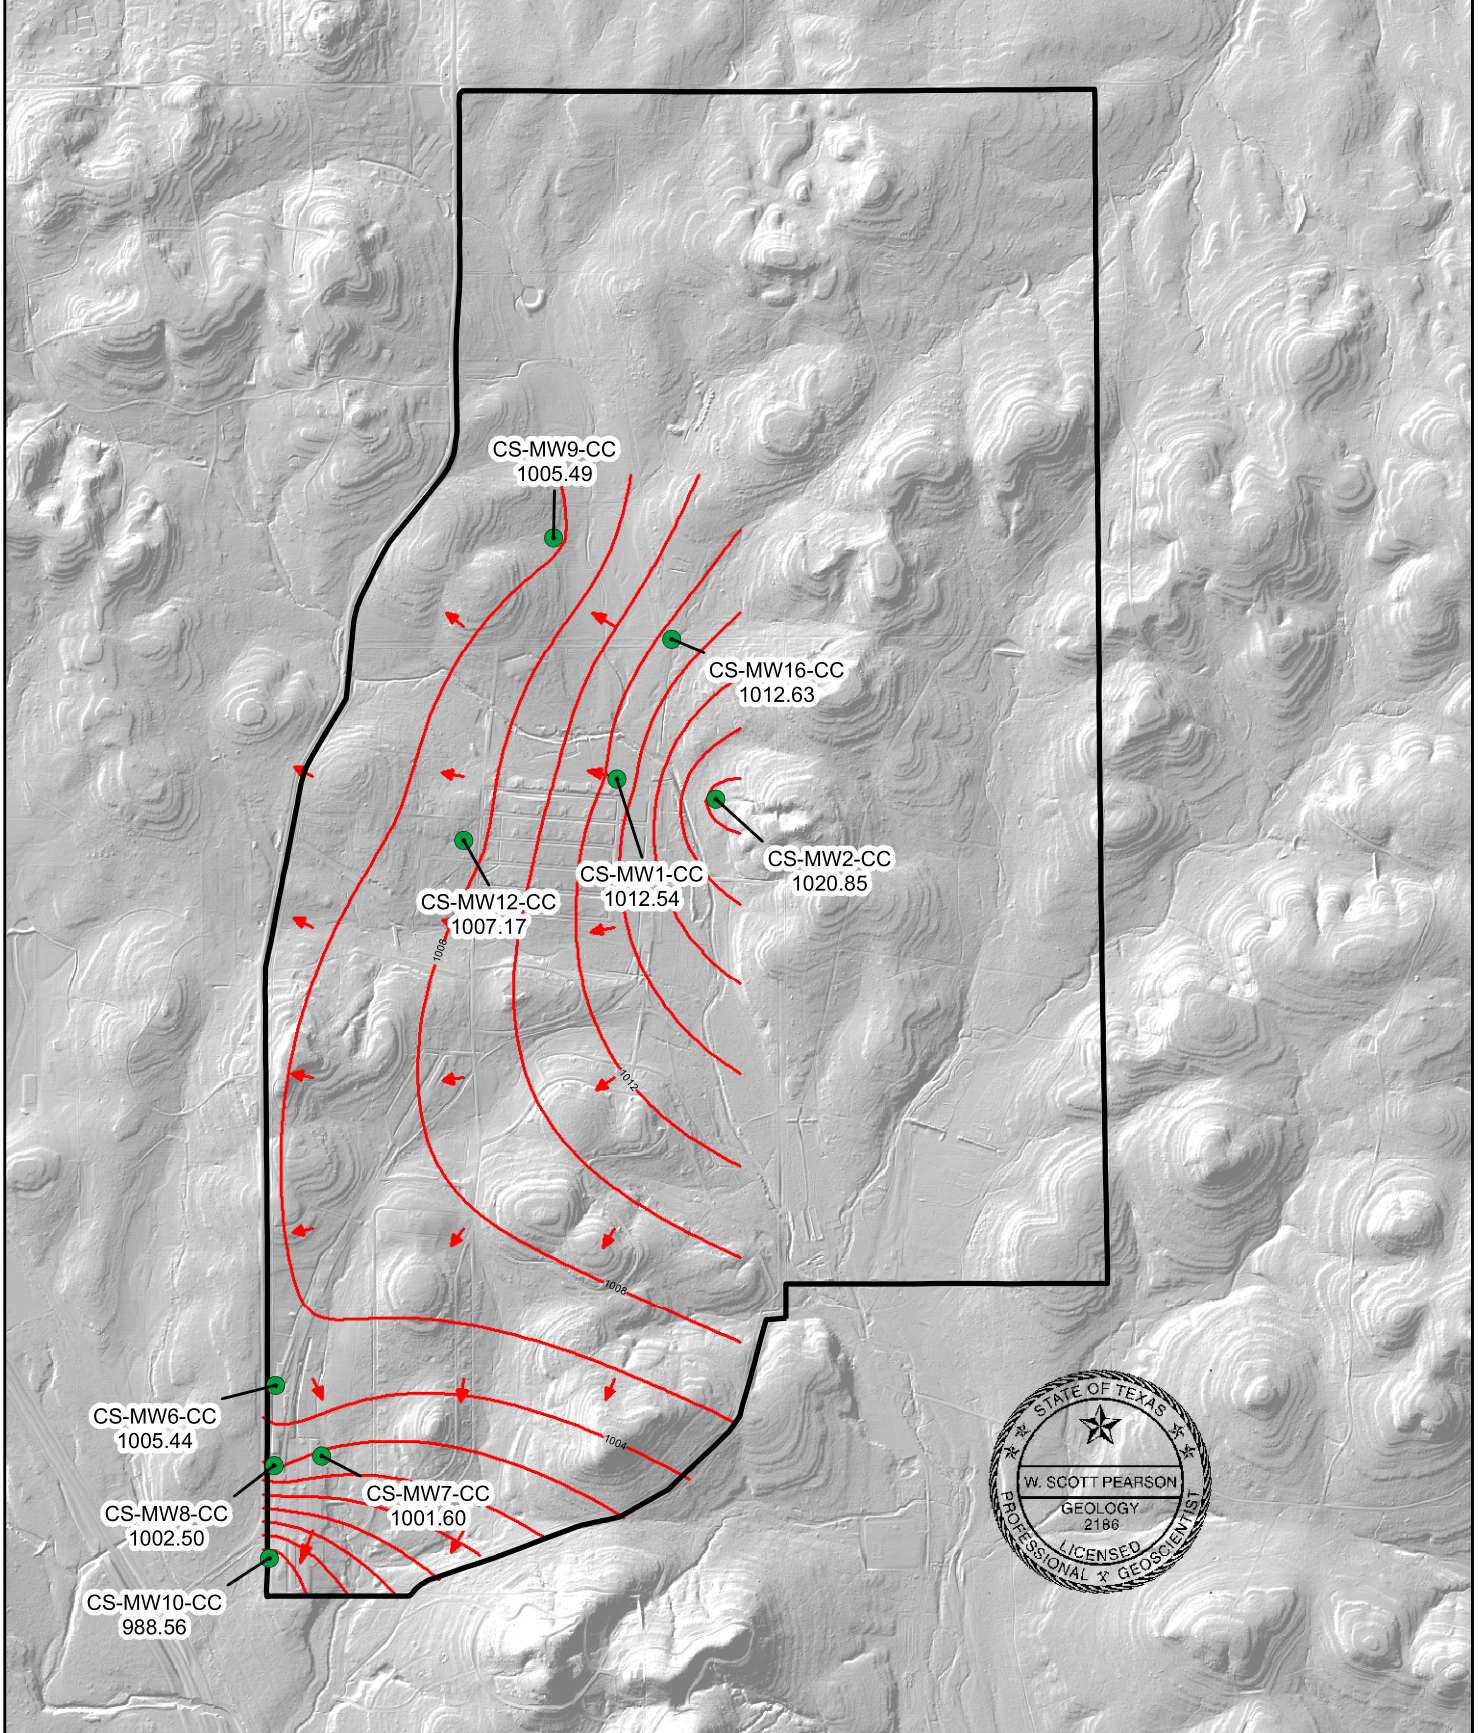 CS-MW9-CC
1005.49
CS-MW16-CC
1012.63
CS-MW2-CC
1020.85
CS-MW1-CC
1012.54
CS-MW12-CC
1007.17
1008
1012
1008
CS-MW6-CC
1005.44
1004
CS-MW7-CC
1001.60
CS-MW8-CC
1002.50
CS-MW10-CC
988.56
STATE OF TEXAS
W. SCOTT PEARSON
GEOLOGY
2186
LICENSED
PROFESSIONAL GEOSCIENTIST